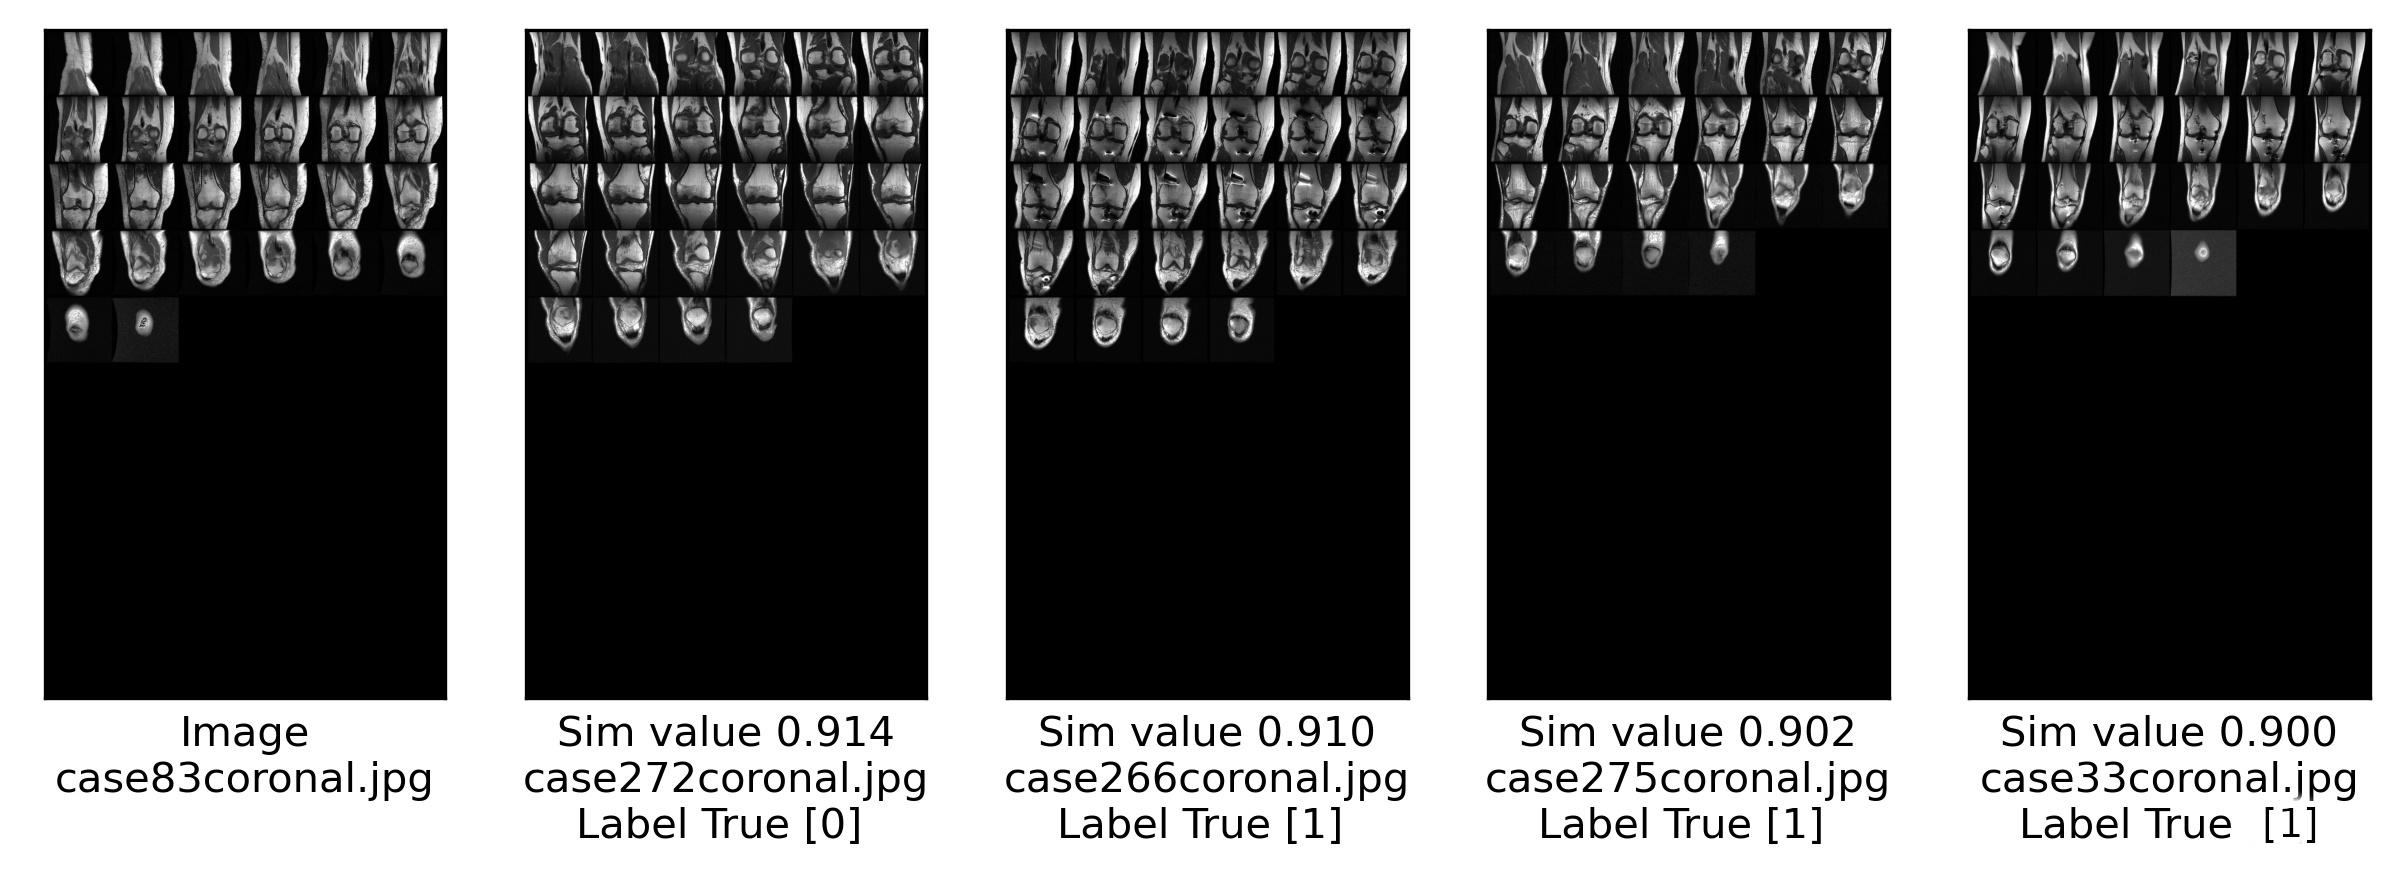 Image
case83coronal.jpg
Sim value 0.914
case272coronal.jpg
Label True [0]
Sim value 0.910
case266coronal.jpg
Label True [1]
Sim value 0.902
case275coronal.jpg
Label True [1]
Sim value 0.900
case33coronal.jpg
Label True  [1]